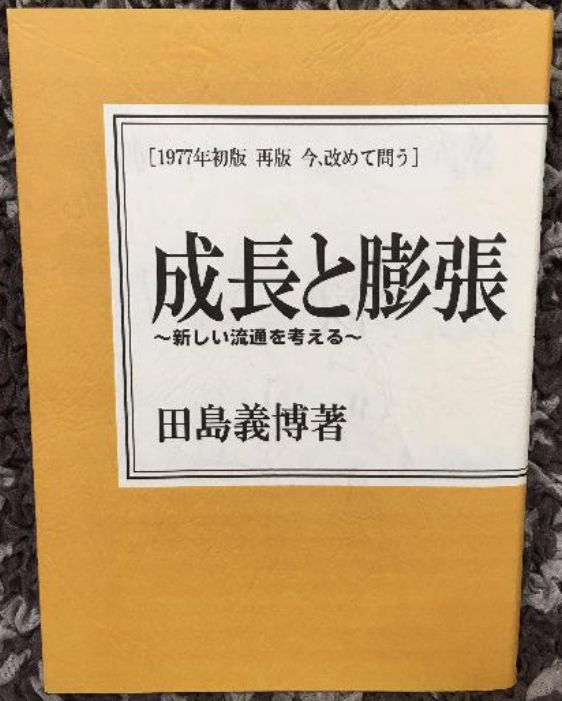 [1977年初版 再版 今、改めて問う]
成長と膨張
～新しい流通を考える～
田島義博著